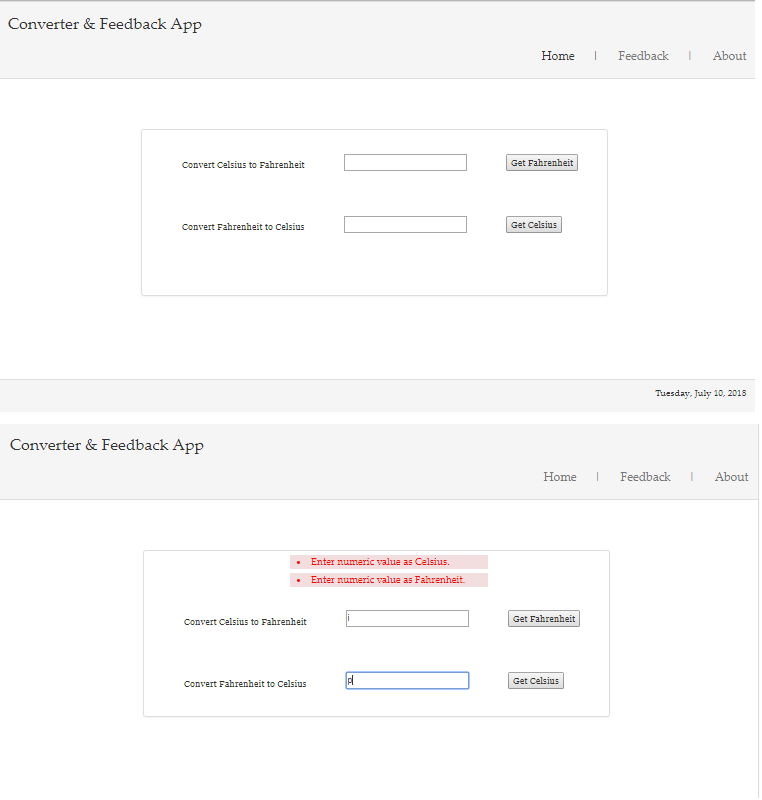 Converter & Feedback App
Home | Feedback | About
Convert Celsius to Fahrenheit Get Fahrenheit
Convert Fahrenheit to Celsius Get Celsius
Tuesday, July 10, 2018
Converter & Feedback App
Home | Feedback | About
• Enter numeric value as Celsius.
• Enter numeric value as Fahrenheit.
Convert Celsius to Fahrenheit i Get Fahrenheit
Convert Fahrenheit to Celsius p Get Celsius